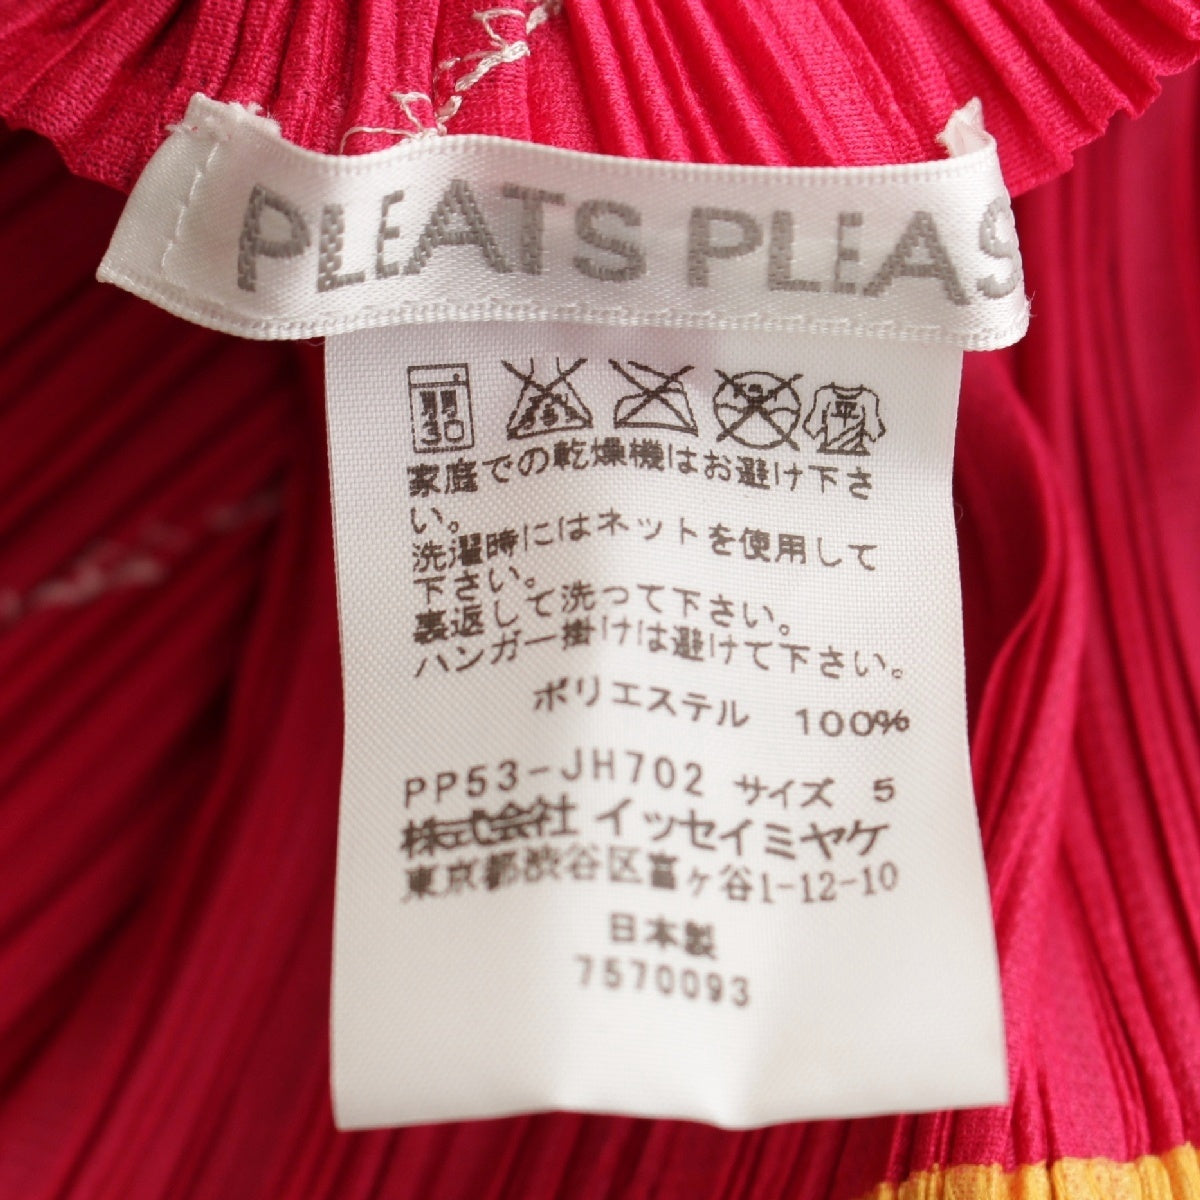 PLEATS PLEAS
30
平
家庭での乾燥機はお避け下さ
い。
洗濯時にはネットを使用して
下さい。
裏返して洗って下さい。
ハンガー掛けは避けて下さい。
ポリエステル 100%
PP53-JH702 サイズ 5
株式会社 イッセイミヤケ
東京都渋谷区富ヶ谷1-12-10
日本製
7570093